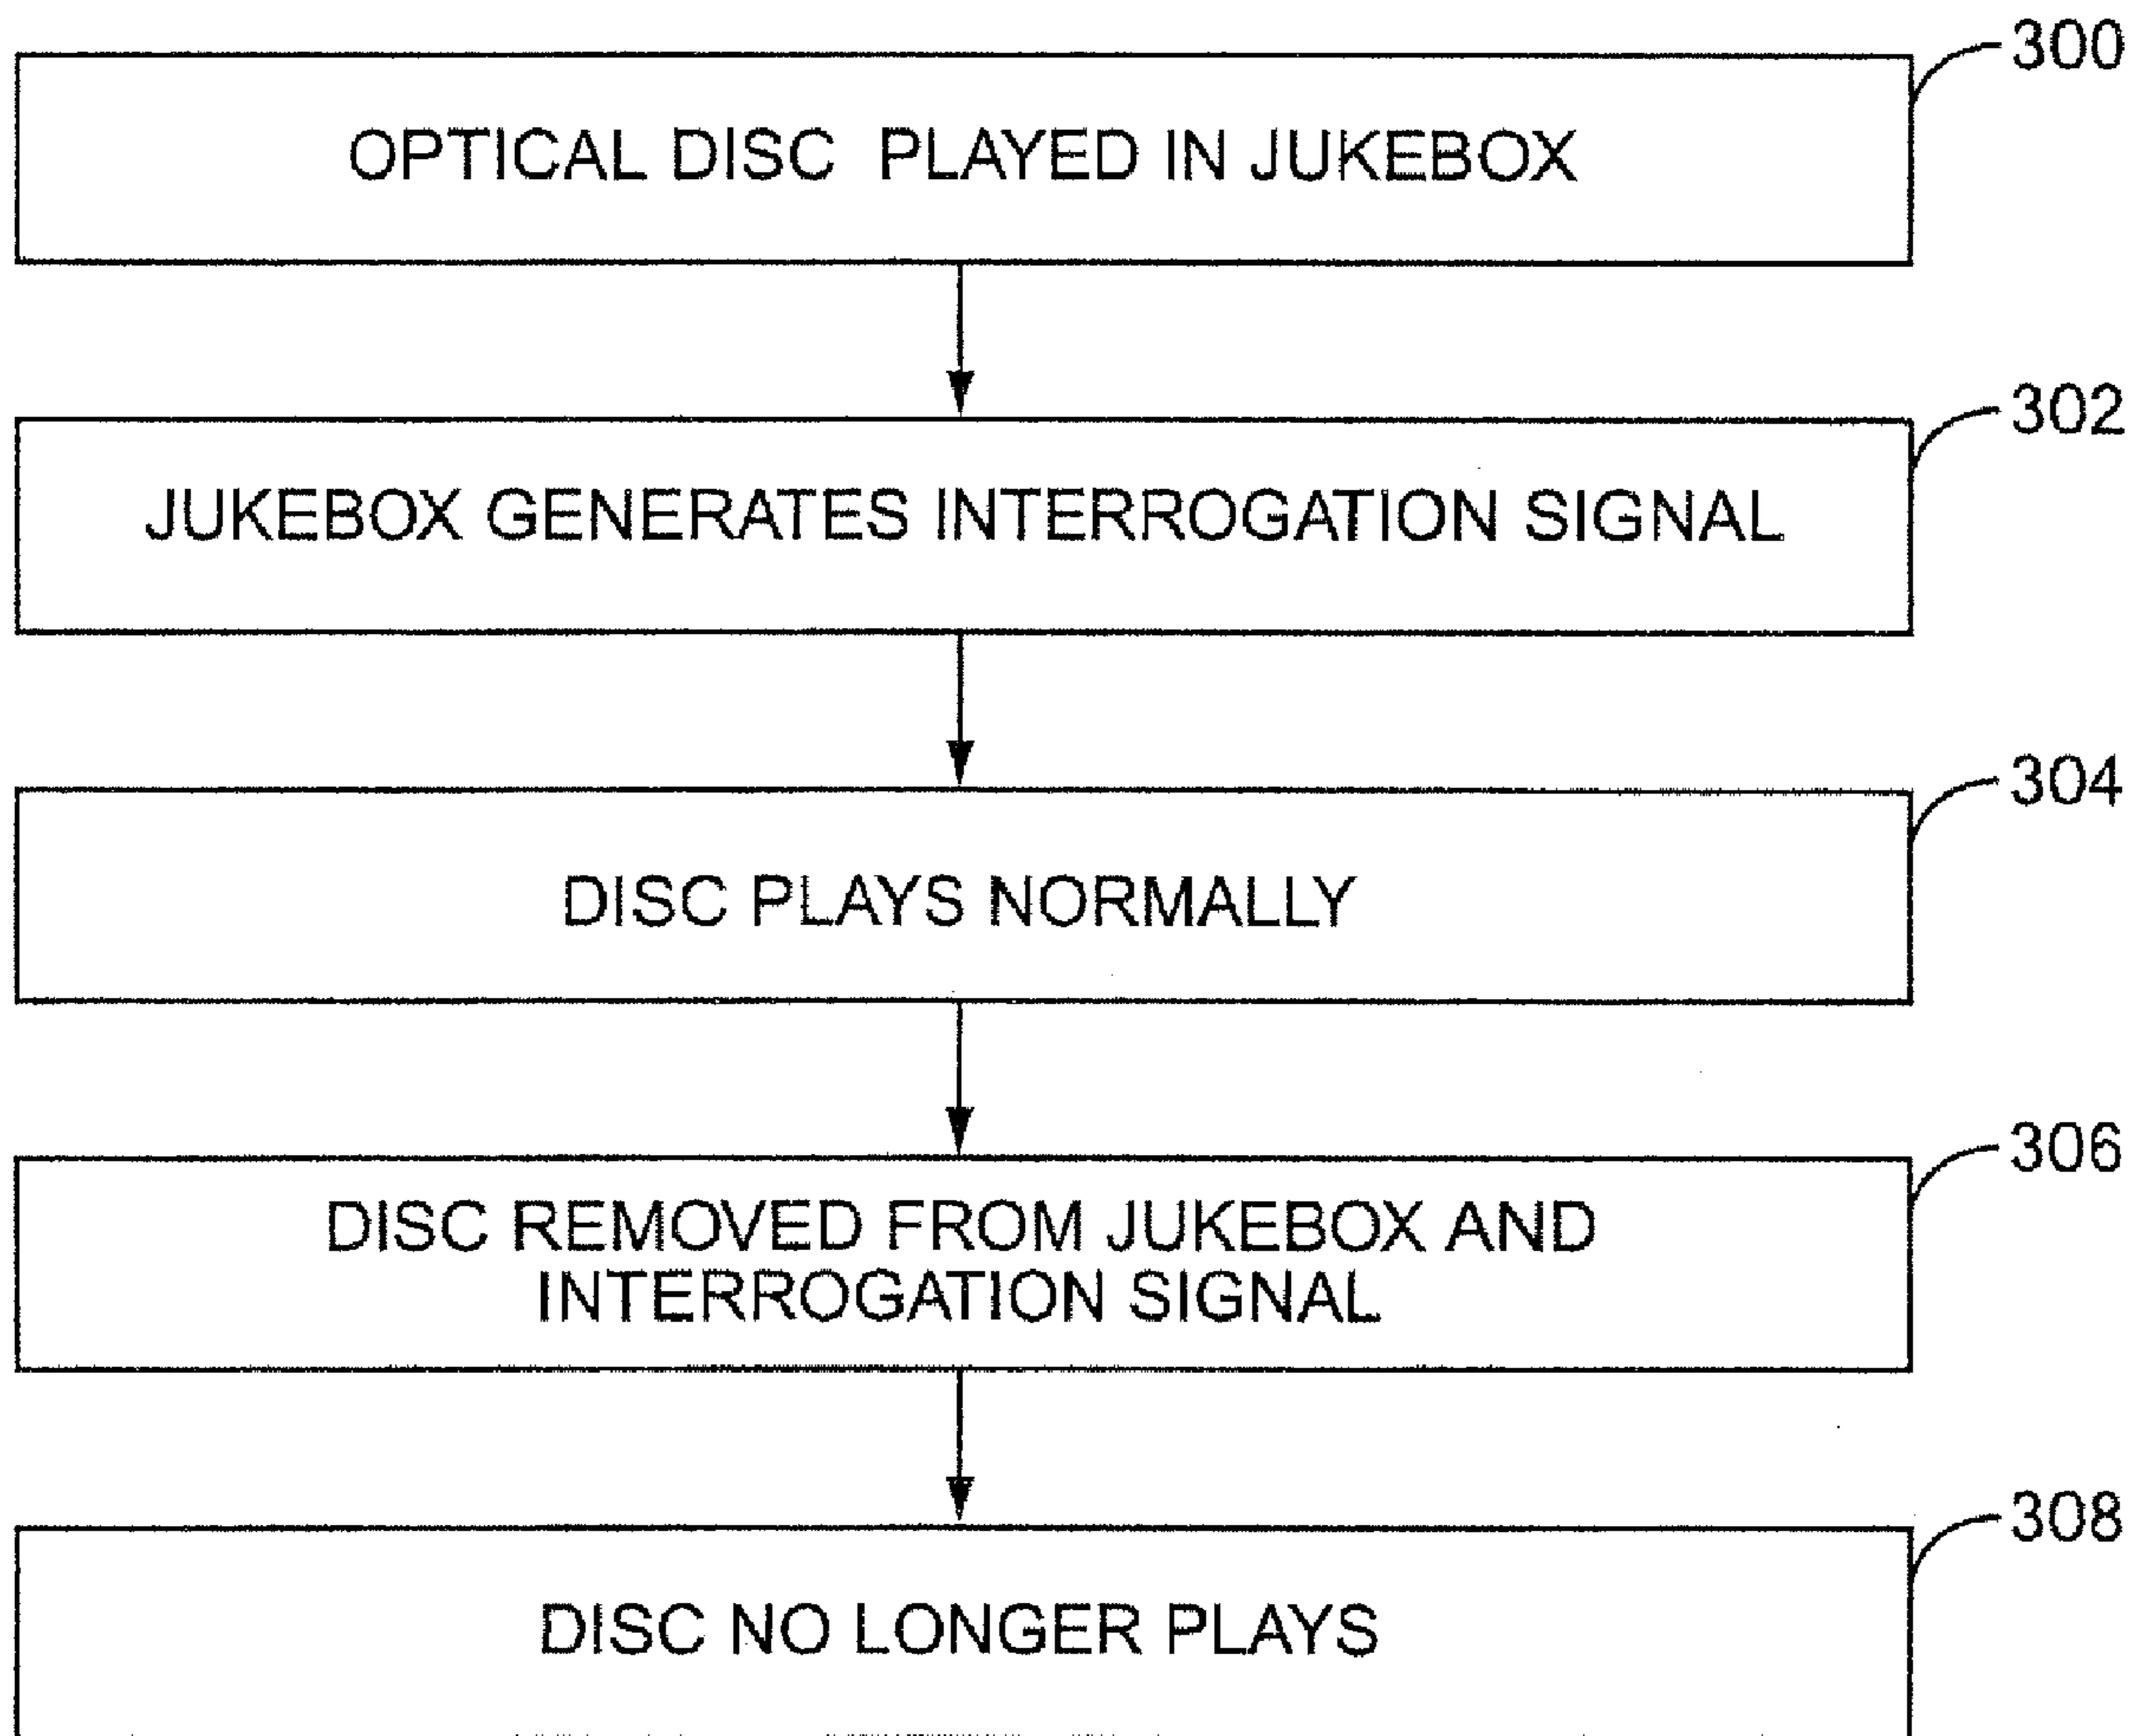 300
OPTICAL DISC PLAYED IN JUKEBOX
302
JUKEBOX GENERATES INTERROGATION SIGNAL
304
DISC PLAYS NORMALLY
306
DISC REMOVED FROM JUKEBOX AND
INTERROGATION SIGNAL
308
DISC NO LONGER PLAYS